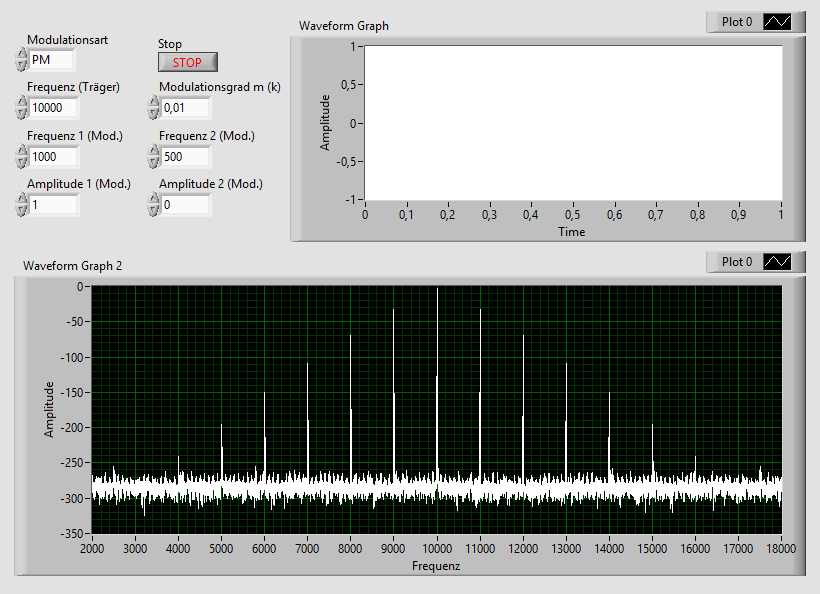 Modulationsart
PM
Stop
STOP
Frequenz (Träger)
10000
Modulationsgrad m (k)
0,01
Frequenz 1 (Mod.)
1000
Frequenz 2 (Mod.)
500
Amplitude 1 (Mod.)
1
Amplitude 2 (Mod.)
0
Waveform Graph
Plot 0
Amplitude
1
0,5
0
-0,5
-1
0 0,1 0,2 0,3 0,4 0,5 0,6 0,7 0,8 0,9 1
Time
Waveform Graph 2
Plot 0
Amplitude
0
-50
-100
-150
-200
-250
-300
-350
2000 3000 4000 5000 6000 7000 8000 9000 10000 11000 12000 13000 14000 15000 16000 17000 18000
Frequenz